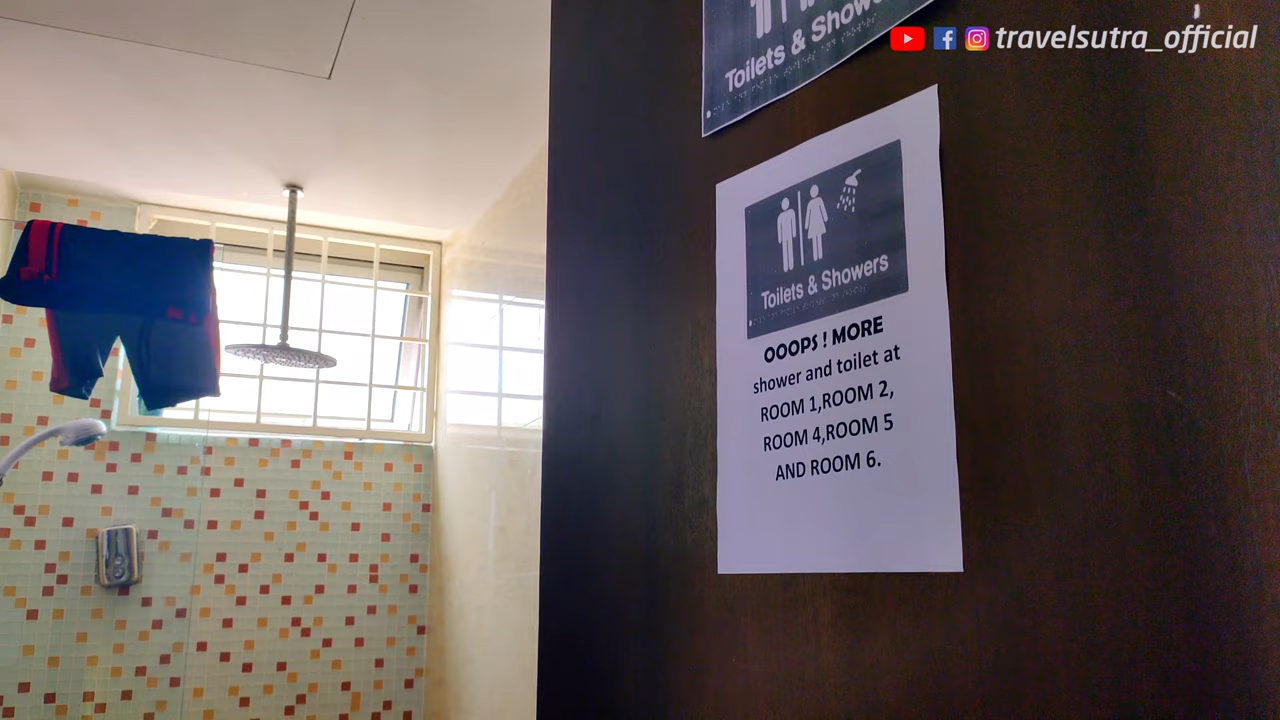 travelsutra_official
Toilets & Showe
Toilets & Showers
OOOPS ! MORE
shower and toilet at
ROOM 1,ROOM 2,
ROOM 4,ROOM 5
AND ROOM 6.